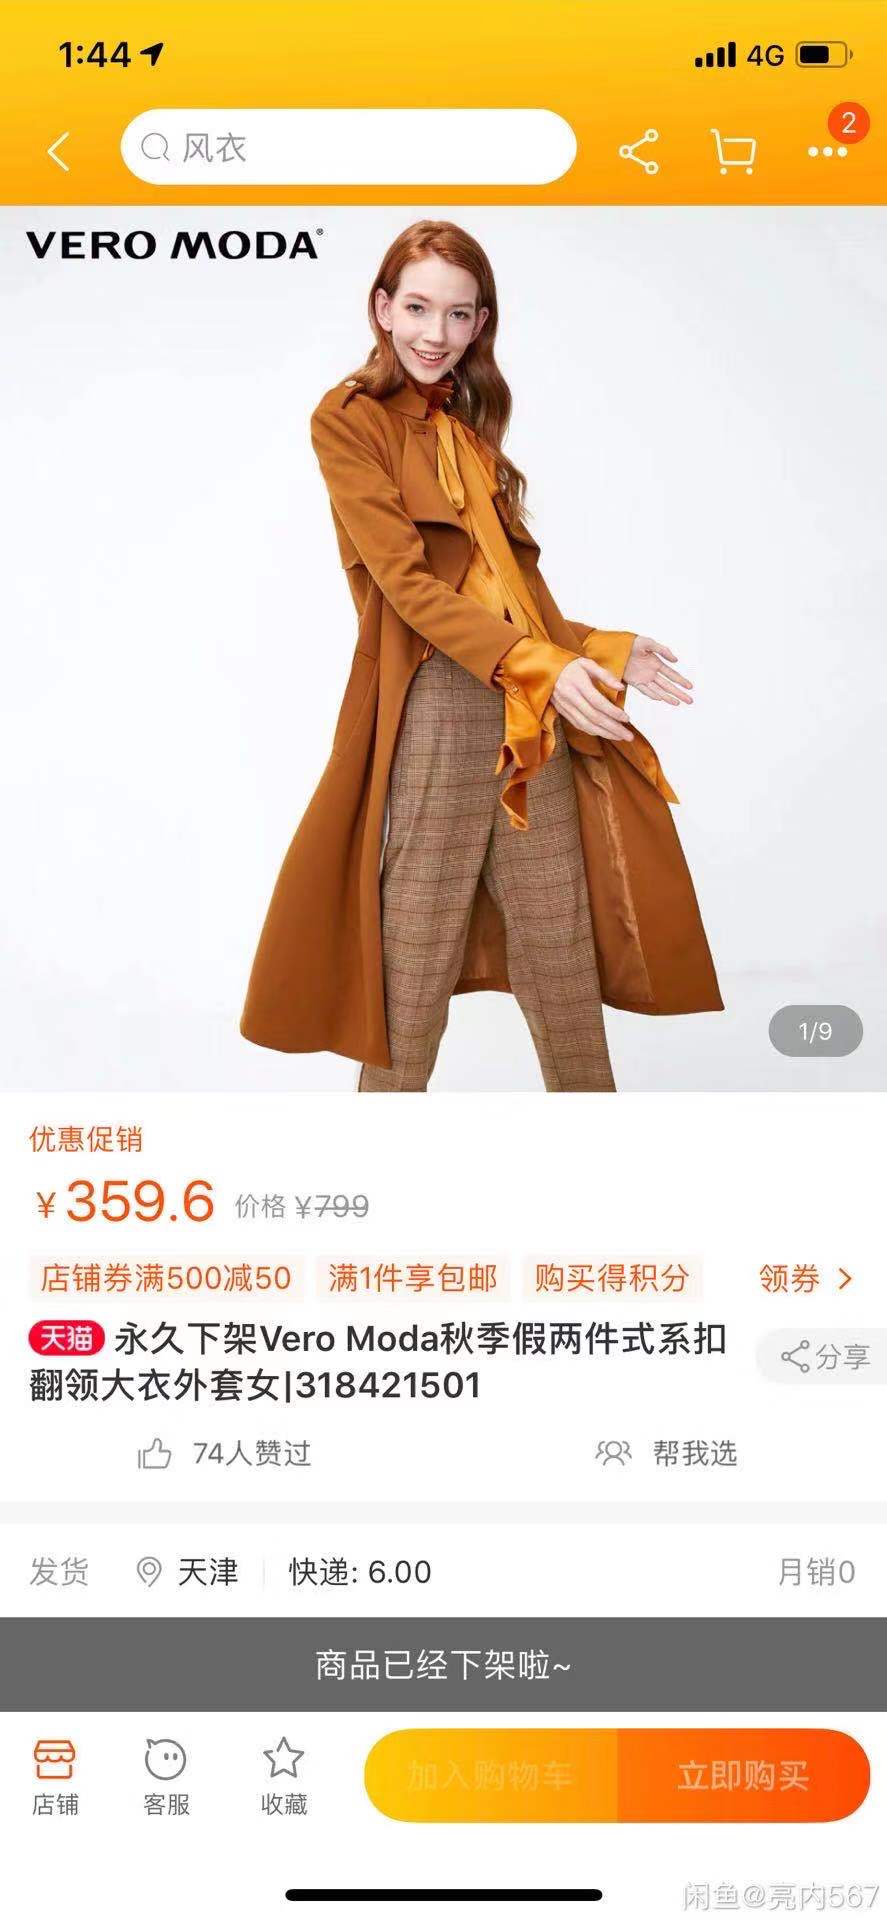 1:44
4G
2
风衣
VERO MODA®
1/9
优惠促销
¥359.6 价格 ¥799
店铺券满500减50 满1件享包邮 购买得积分 领券
天猫 永久下架Vero Moda秋季假两件式系扣
翻领大衣外套女|318421501
分享
74人赞过 帮我选
发货 天津 快递: 6.00 月销0
商品已经下架啦~
店铺 客服 收藏 加入购物车 立即购买
闲鱼@亮内567